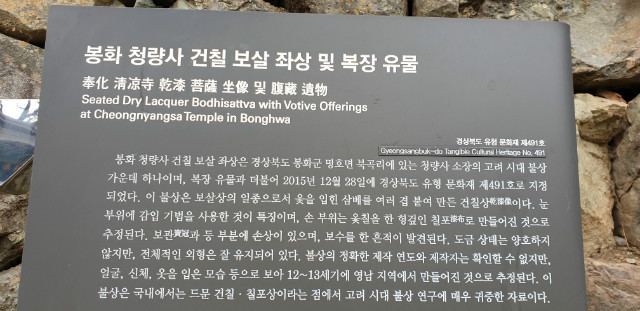 봉화 청량사 건칠 보살 좌상 및 복장 유물
奉化 淸凉寺 乾漆 菩薩 坐像 및 腹藏 遺物
Seated Dry Lacquer Bodhisattva with Votive Offerings
at Cheongnyangsa Temple in Bonghwa
경상북도 유형 문화재 제491호
Gyeongsangbuk-do Tangible Cultural Heritage No. 491
봉화 청량사 건칠 보살 좌상은 경상북도 봉화군 명호면 북곡리에 있는 청량사 소장의 고려 시대 불상
가운데 하나이며, 복장 유물과 더불어 2015년 12월 28일에 경상북도 유형 문화재 제491호로 지정
되었다. 이 불상은 보살상의 일종으로서 옻을 입힌 삼베를 여러 겹 붙여 만든 건칠상乾漆像이다. 눈
부위에 감입 기법을 사용한 것이 특징이며, 손 부위는 옻칠을 한 헝겊인 칠포漆布로 만들어진 것으로
추정된다. 보관寶冠과 등 부분에 손상이 있으며, 보수를 한 흔적이 발견된다. 도금 상태는 양호하지
않지만, 전체적인 외형은 잘 유지되어 있다. 불상의 정확한 제작 연도와 제작자는 확인할 수 없지만,
얼굴, 신체, 옷을 입은 모습 등으로 보아 12~13세기에 영남 지역에서 만들어진 것으로 추정된다. 이
불상은 국내에서는 드문 건칠 · 칠포상이라는 점에서 고려 시대 불상 연구에 매우 귀중한 자료이다.